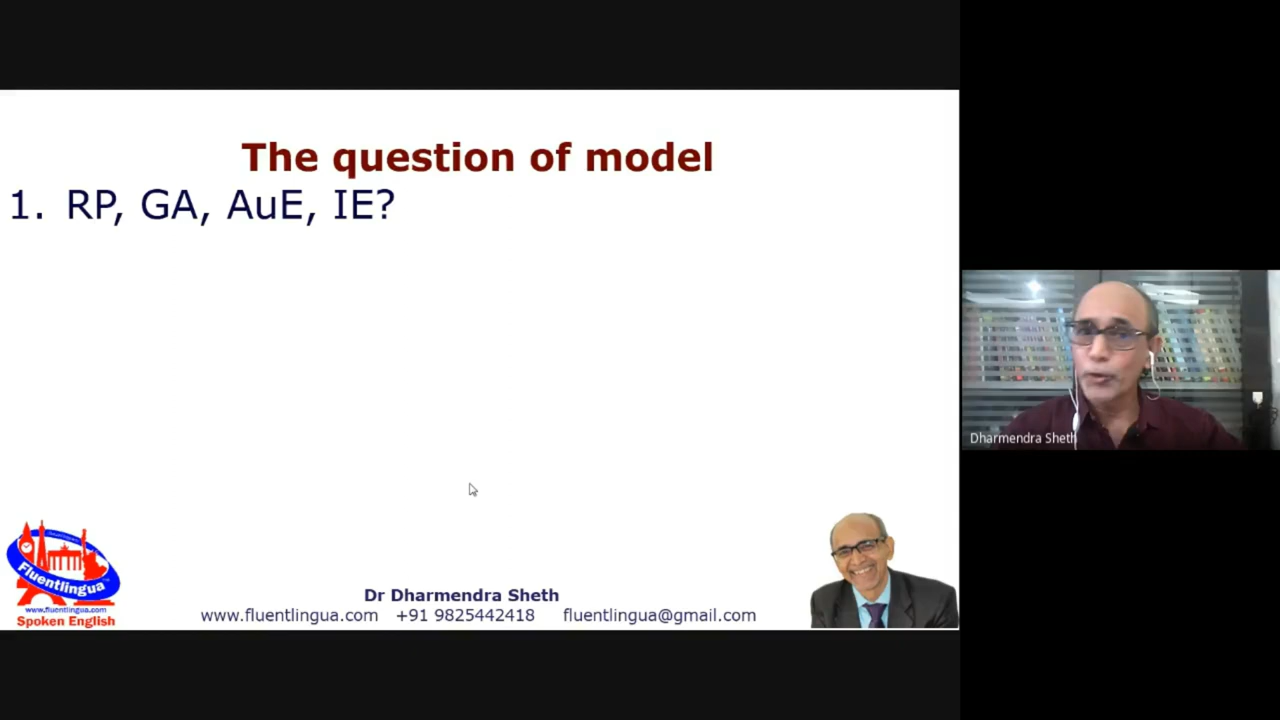 The question of model
1. RP, GA, AuE, IE?
Dharmendra Sheth
Fluentlingua
www.fluentlingua.com
Spoken English
Dr Dharmendra Sheth
www.fluentlingua.com +91 9825442418 fluentlingua@gmail.com